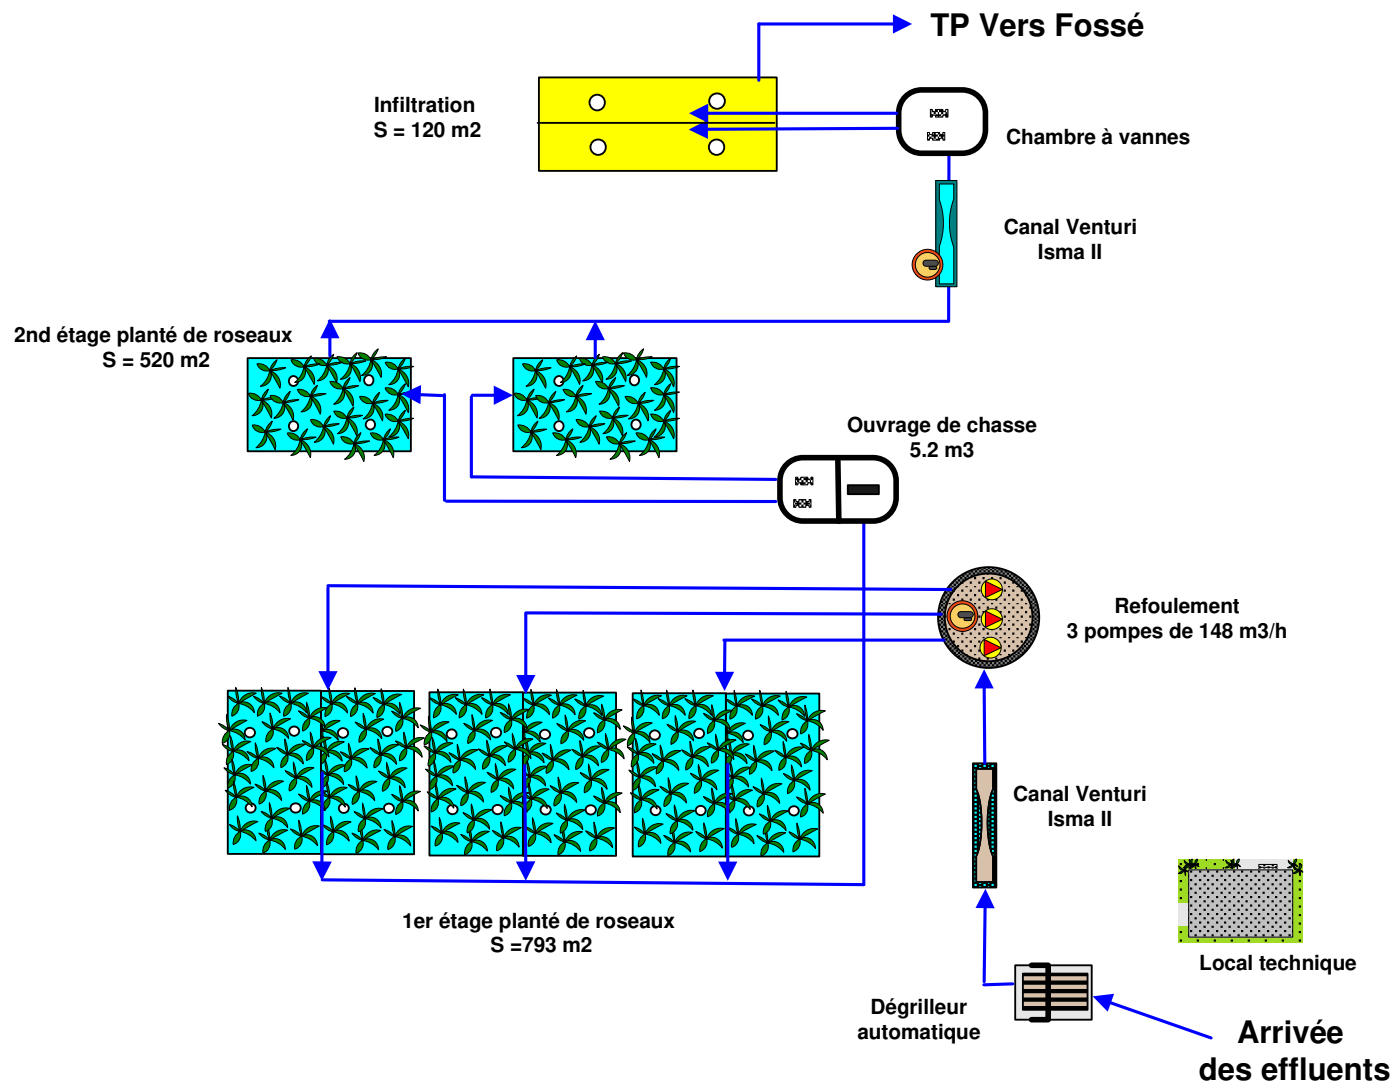 TP Vers Fossé
Infiltration
S = 120 m2
Chambre à vannes
Canal Venturi
Isma II
2nd étage planté de roseaux
S = 520 m2
Ouvrage de chasse
5.2 m3
Refoulement
3 pompes de 148 m3/h
Canal Venturi
Isma II
1er étage planté de roseaux
S =793 m2
Local technique
Dégrilleur
automatique
Arrivée
des effluents